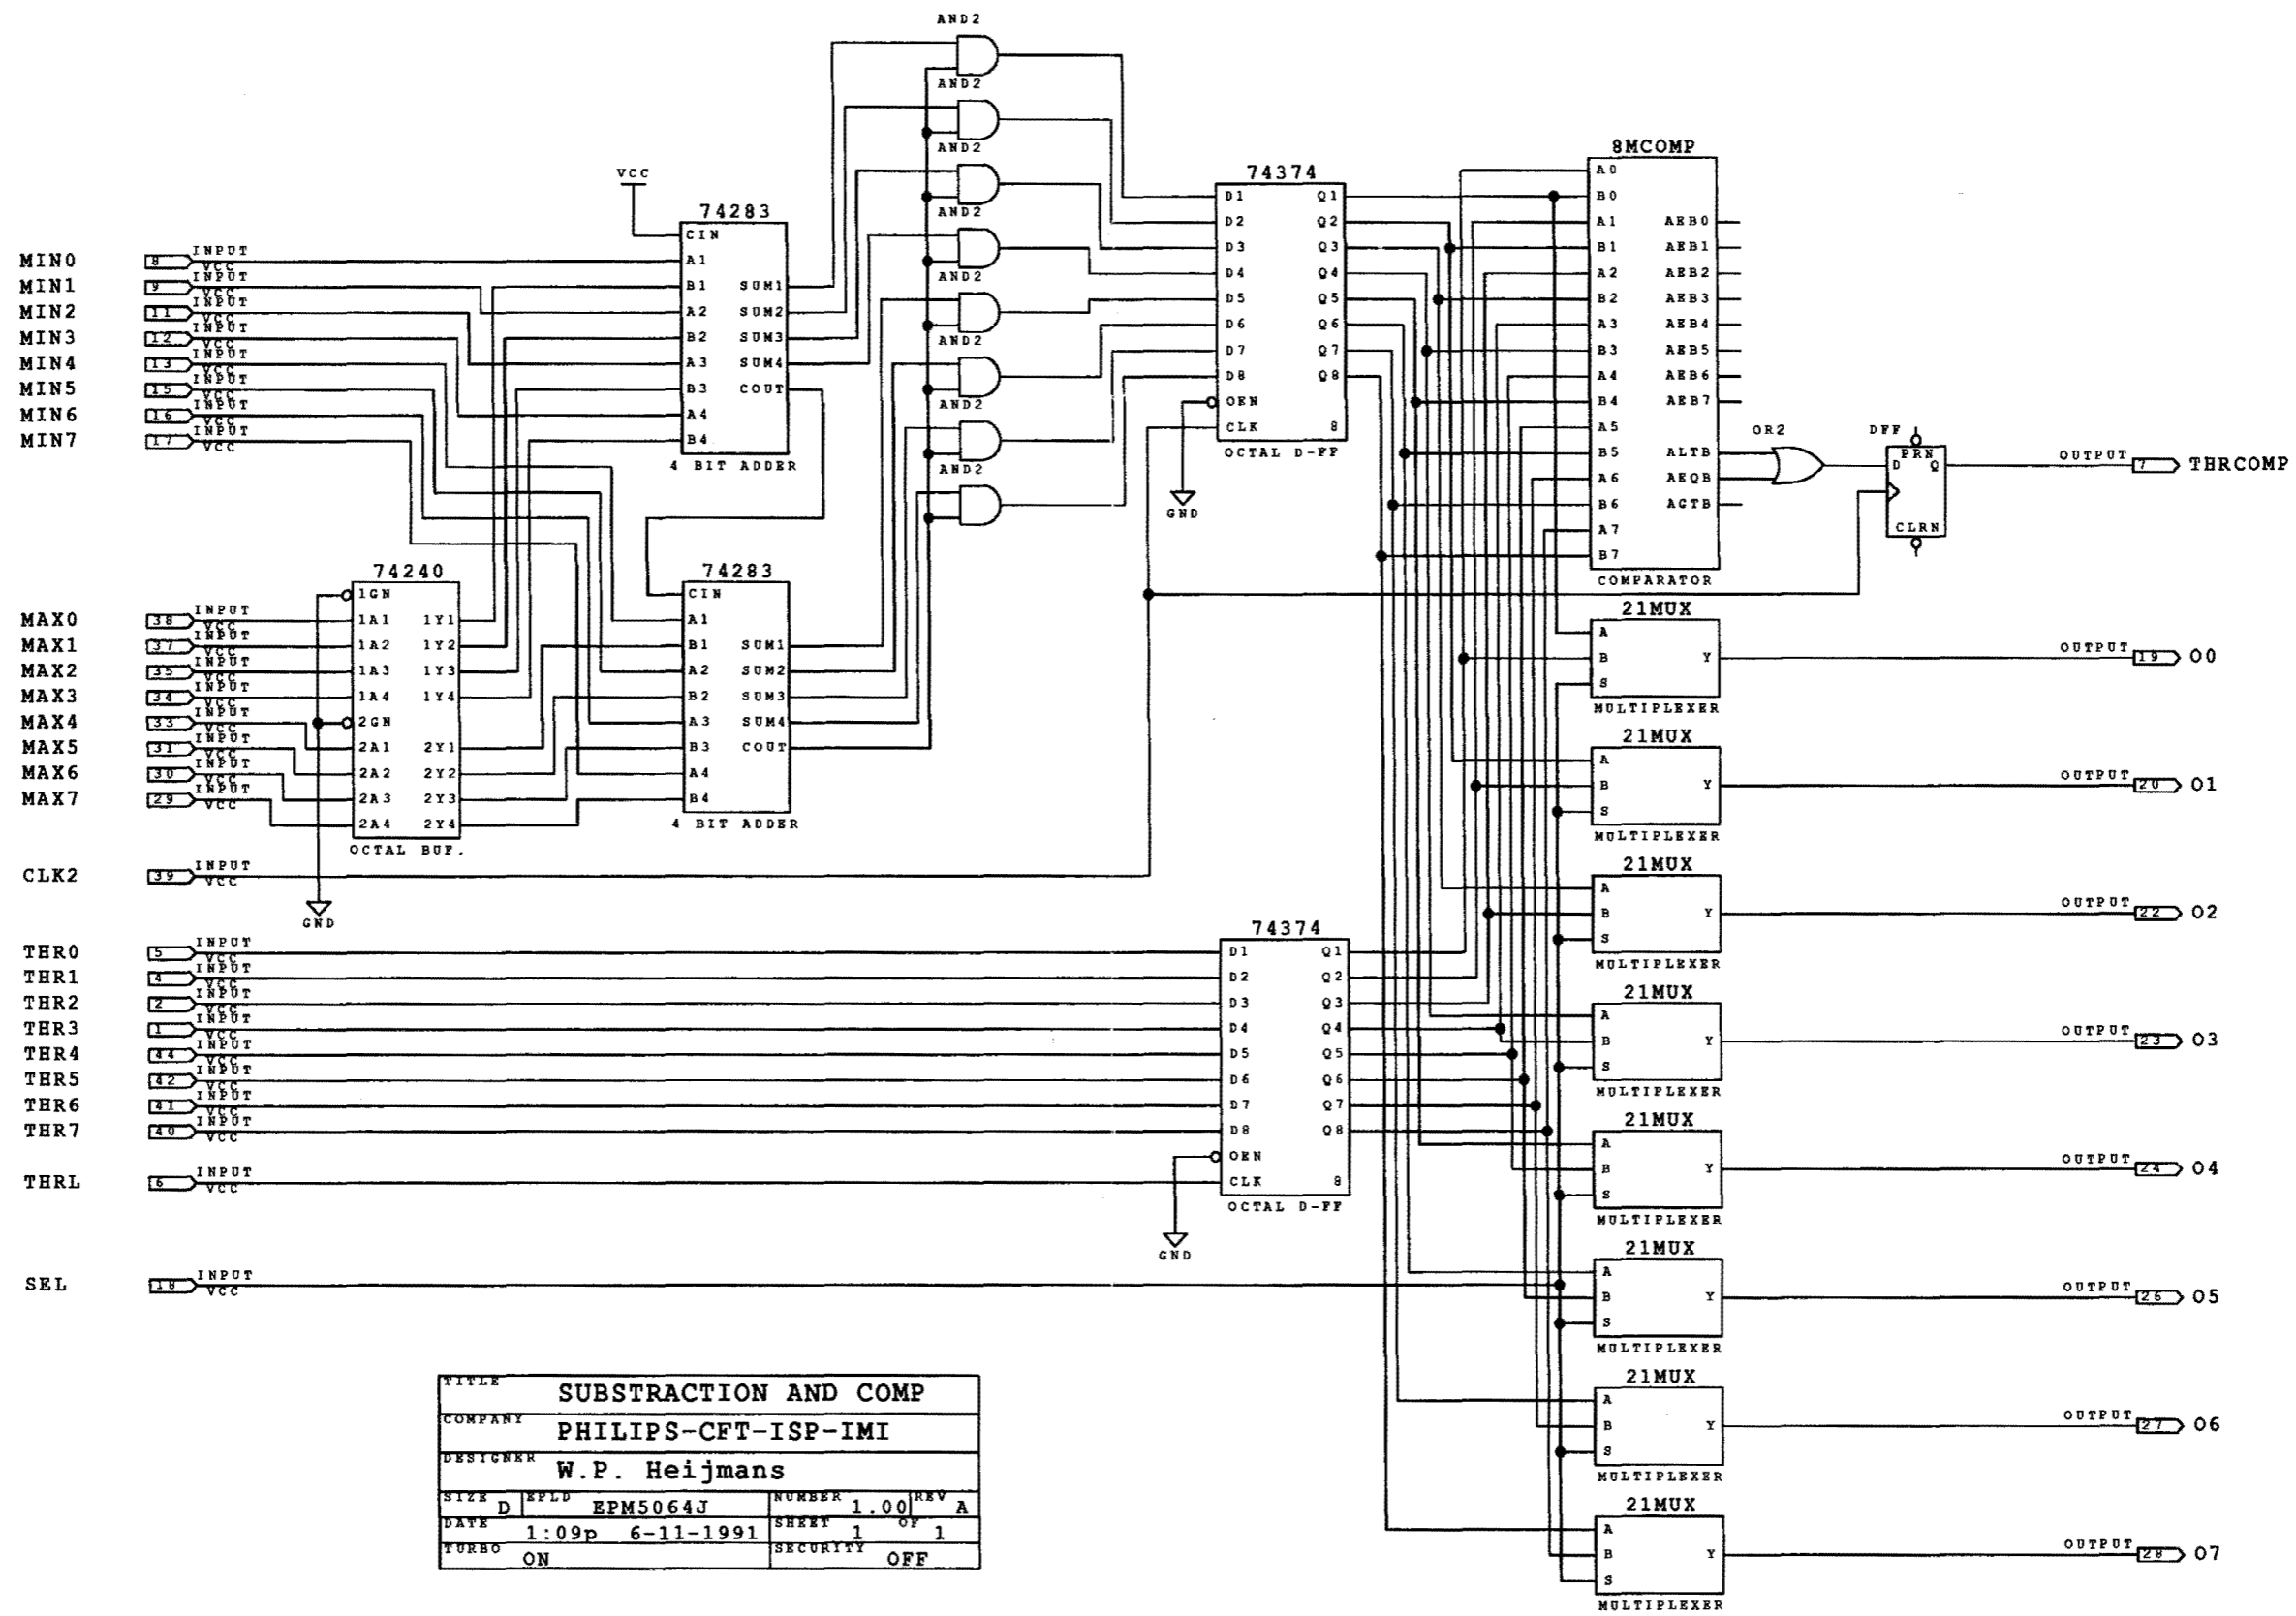 AND2
AND2
AND2
AND2
AND2
AND2
AND2
AND2
VCC
74283
CIN
A1
B1 SUM1
A2 SUM2
B2 SUM3
A3 SUM4
B3 COUT
A4
B4
4 BIT ADDER
MIN0 8 INPUT VCC
MIN1 9 INPUT VCC
MIN2 11 INPUT VCC
MIN3 12 INPUT VCC
MIN4 13 INPUT VCC
MIN5 15 INPUT VCC
MIN6 16 INPUT VCC
MIN7 17 INPUT VCC
74240
1GN
1A1 1Y1
1A2 1Y2
1A3 1Y3
1A4 1Y4
2GN
2A1 2Y1
2A2 2Y2
2A3 2Y3
2A4 2Y4
OCTAL BUF.
GND
MAX0 38 INPUT VCC
MAX1 37 INPUT VCC
MAX2 35 INPUT VCC
MAX3 34 INPUT VCC
MAX4 33 INPUT VCC
MAX5 31 INPUT VCC
MAX6 30 INPUT VCC
MAX7 29 INPUT VCC
74283
CIN
A1
B1 SUM1
A2 SUM2
B2 SUM3
A3 SUM4
B3 COUT
A4
B4
4 BIT ADDER
CLK2 39 INPUT VCC
74374
D1 Q1
D2 Q2
D3 Q3
D4 Q4
D5 Q5
D6 Q6
D7 Q7
D8 Q8
OEN
CLK 8
OCTAL D-FF
GND
8MCOMP
A0
B0
A1 AEB0
B1 AEB1
A2 AEB2
B2 AEB3
A3 AEB4
B3 AEB5
A4 AEB6
B4 AEB7
A5
B5 ALTB
A6 AEQB
B6 AGTB
A7
B7
COMPARATOR
OR2
DFF
PRN
D Q
CLRN
OUTPUT 7 THRCOMP
THR0 5 INPUT VCC
THR1 4 INPUT VCC
THR2 2 INPUT VCC
THR3 1 INPUT VCC
THR4 44 INPUT VCC
THR5 42 INPUT VCC
THR6 41 INPUT VCC
THR7 40 INPUT VCC
THRL 6 INPUT VCC
SEL 18 INPUT VCC
74374
D1 Q1
D2 Q2
D3 Q3
D4 Q4
D5 Q5
D6 Q6
D7 Q7
D8 Q8
OEN
CLK 8
OCTAL D-FF
GND
21MUX
A
B Y
S
MULTIPLEXER
OUTPUT 19 O0
21MUX
A
B Y
S
MULTIPLEXER
OUTPUT 20 O1
21MUX
A
B Y
S
MULTIPLEXER
OUTPUT 22 O2
21MUX
A
B Y
S
MULTIPLEXER
OUTPUT 23 O3
21MUX
A
B Y
S
MULTIPLEXER
OUTPUT 24 O4
21MUX
A
B Y
S
MULTIPLEXER
OUTPUT 26 O5
21MUX
A
B Y
S
MULTIPLEXER
OUTPUT 27 O6
21MUX
A
B Y
S
MULTIPLEXER
OUTPUT 28 O7
TITLE SUBSTRACTION AND COMP
COMPANY PHILIPS-CFT-ISP-IMI
DESIGNER W.P. Heijmans
SIZE D EPLD EPM5064J NUMBER 1.00 REV A
DATE 1:09p 6-11-1991 SHEET 1 OF 1
TURBO ON SECURITY OFF